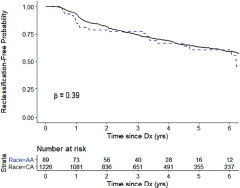 Reclassification-Free Probability
1.00
0.75
0.50
0.25
0.00
β = 0.39
0 1 2 3 4 5 6
Time since Dx (years)
Number at risk
Strata
Race=AA 89 73 56 40 28 16 12
Race=CA 1226 1081 836 651 491 355 237
0 1 2 3 4 5 6
Time since Dx (years)